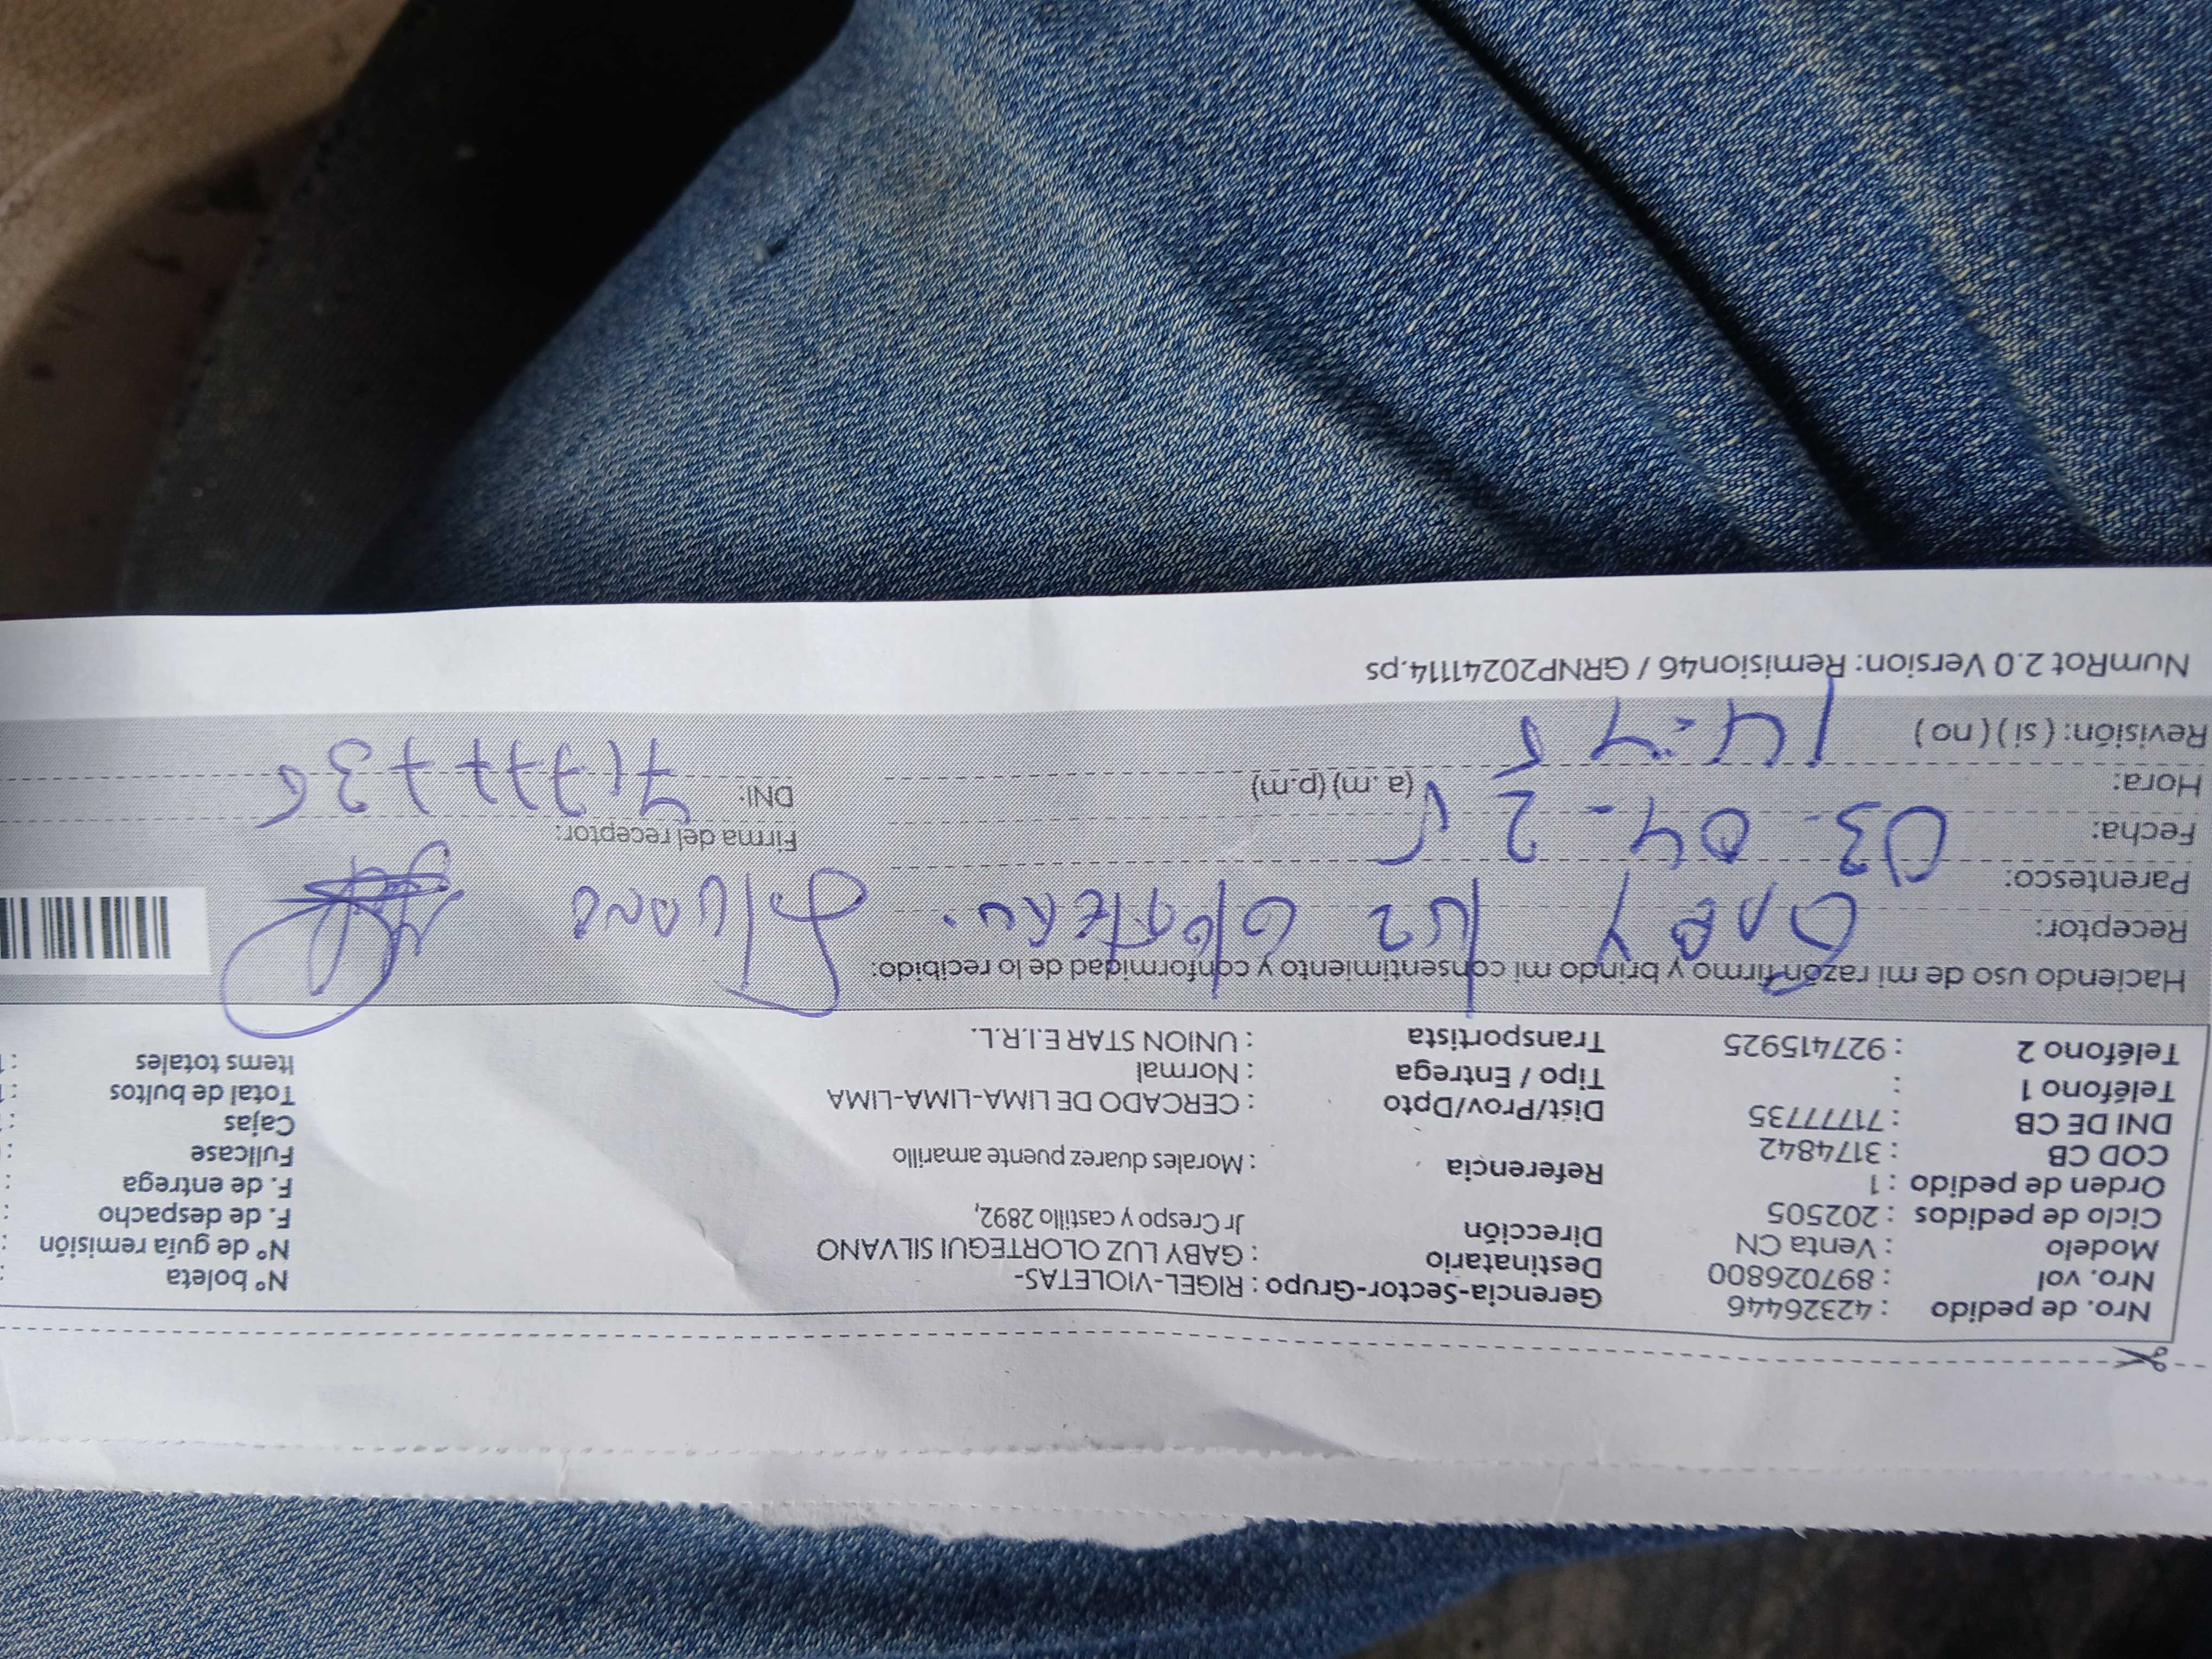 Nro. de pedido : 42326446
Nro. vol : 897026800
Modelo : Venta CN
Ciclo de pedidos : 202505
Orden de pedido : 1
COD CB : 3174842
DNI DE CB : 71777735
Teléfono 1 :
Teléfono 2 : 927415925
Gerencia-Sector-Grupo : RIGEL-VIOLETAS-
Destinatario : GABY LUZ OLORTEGUI SILVANO
Dirección Jr Crespo y castillo 2892,
Referencia : Morales duarez puente amarillo
Dist/Prov/Dpto : CERCADO DE LIMA-LIMA-LIMA
Tipo / Entrega : Normal
Transportista : UNION STAR E.I.R.L.
N° boleta :
N° de guía remisión :
F. de despacho :
F. de entrega :
Fullcase :
Cajas :
Total de bultos :
Items totales :
Haciendo uso de mi razón firmo y brindo mi consentimiento y conformidad de lo recibido:
Receptor: GABY luz Silvano
Parentesco:
Fecha: 03-04-25
Hora: 14:45 (a. m) (p.m)
Revisión: ( si ) ( no )
Firma del receptor:
DNI:
NumRot 2.0 Version: Remision46 / GRNP20241114.ps